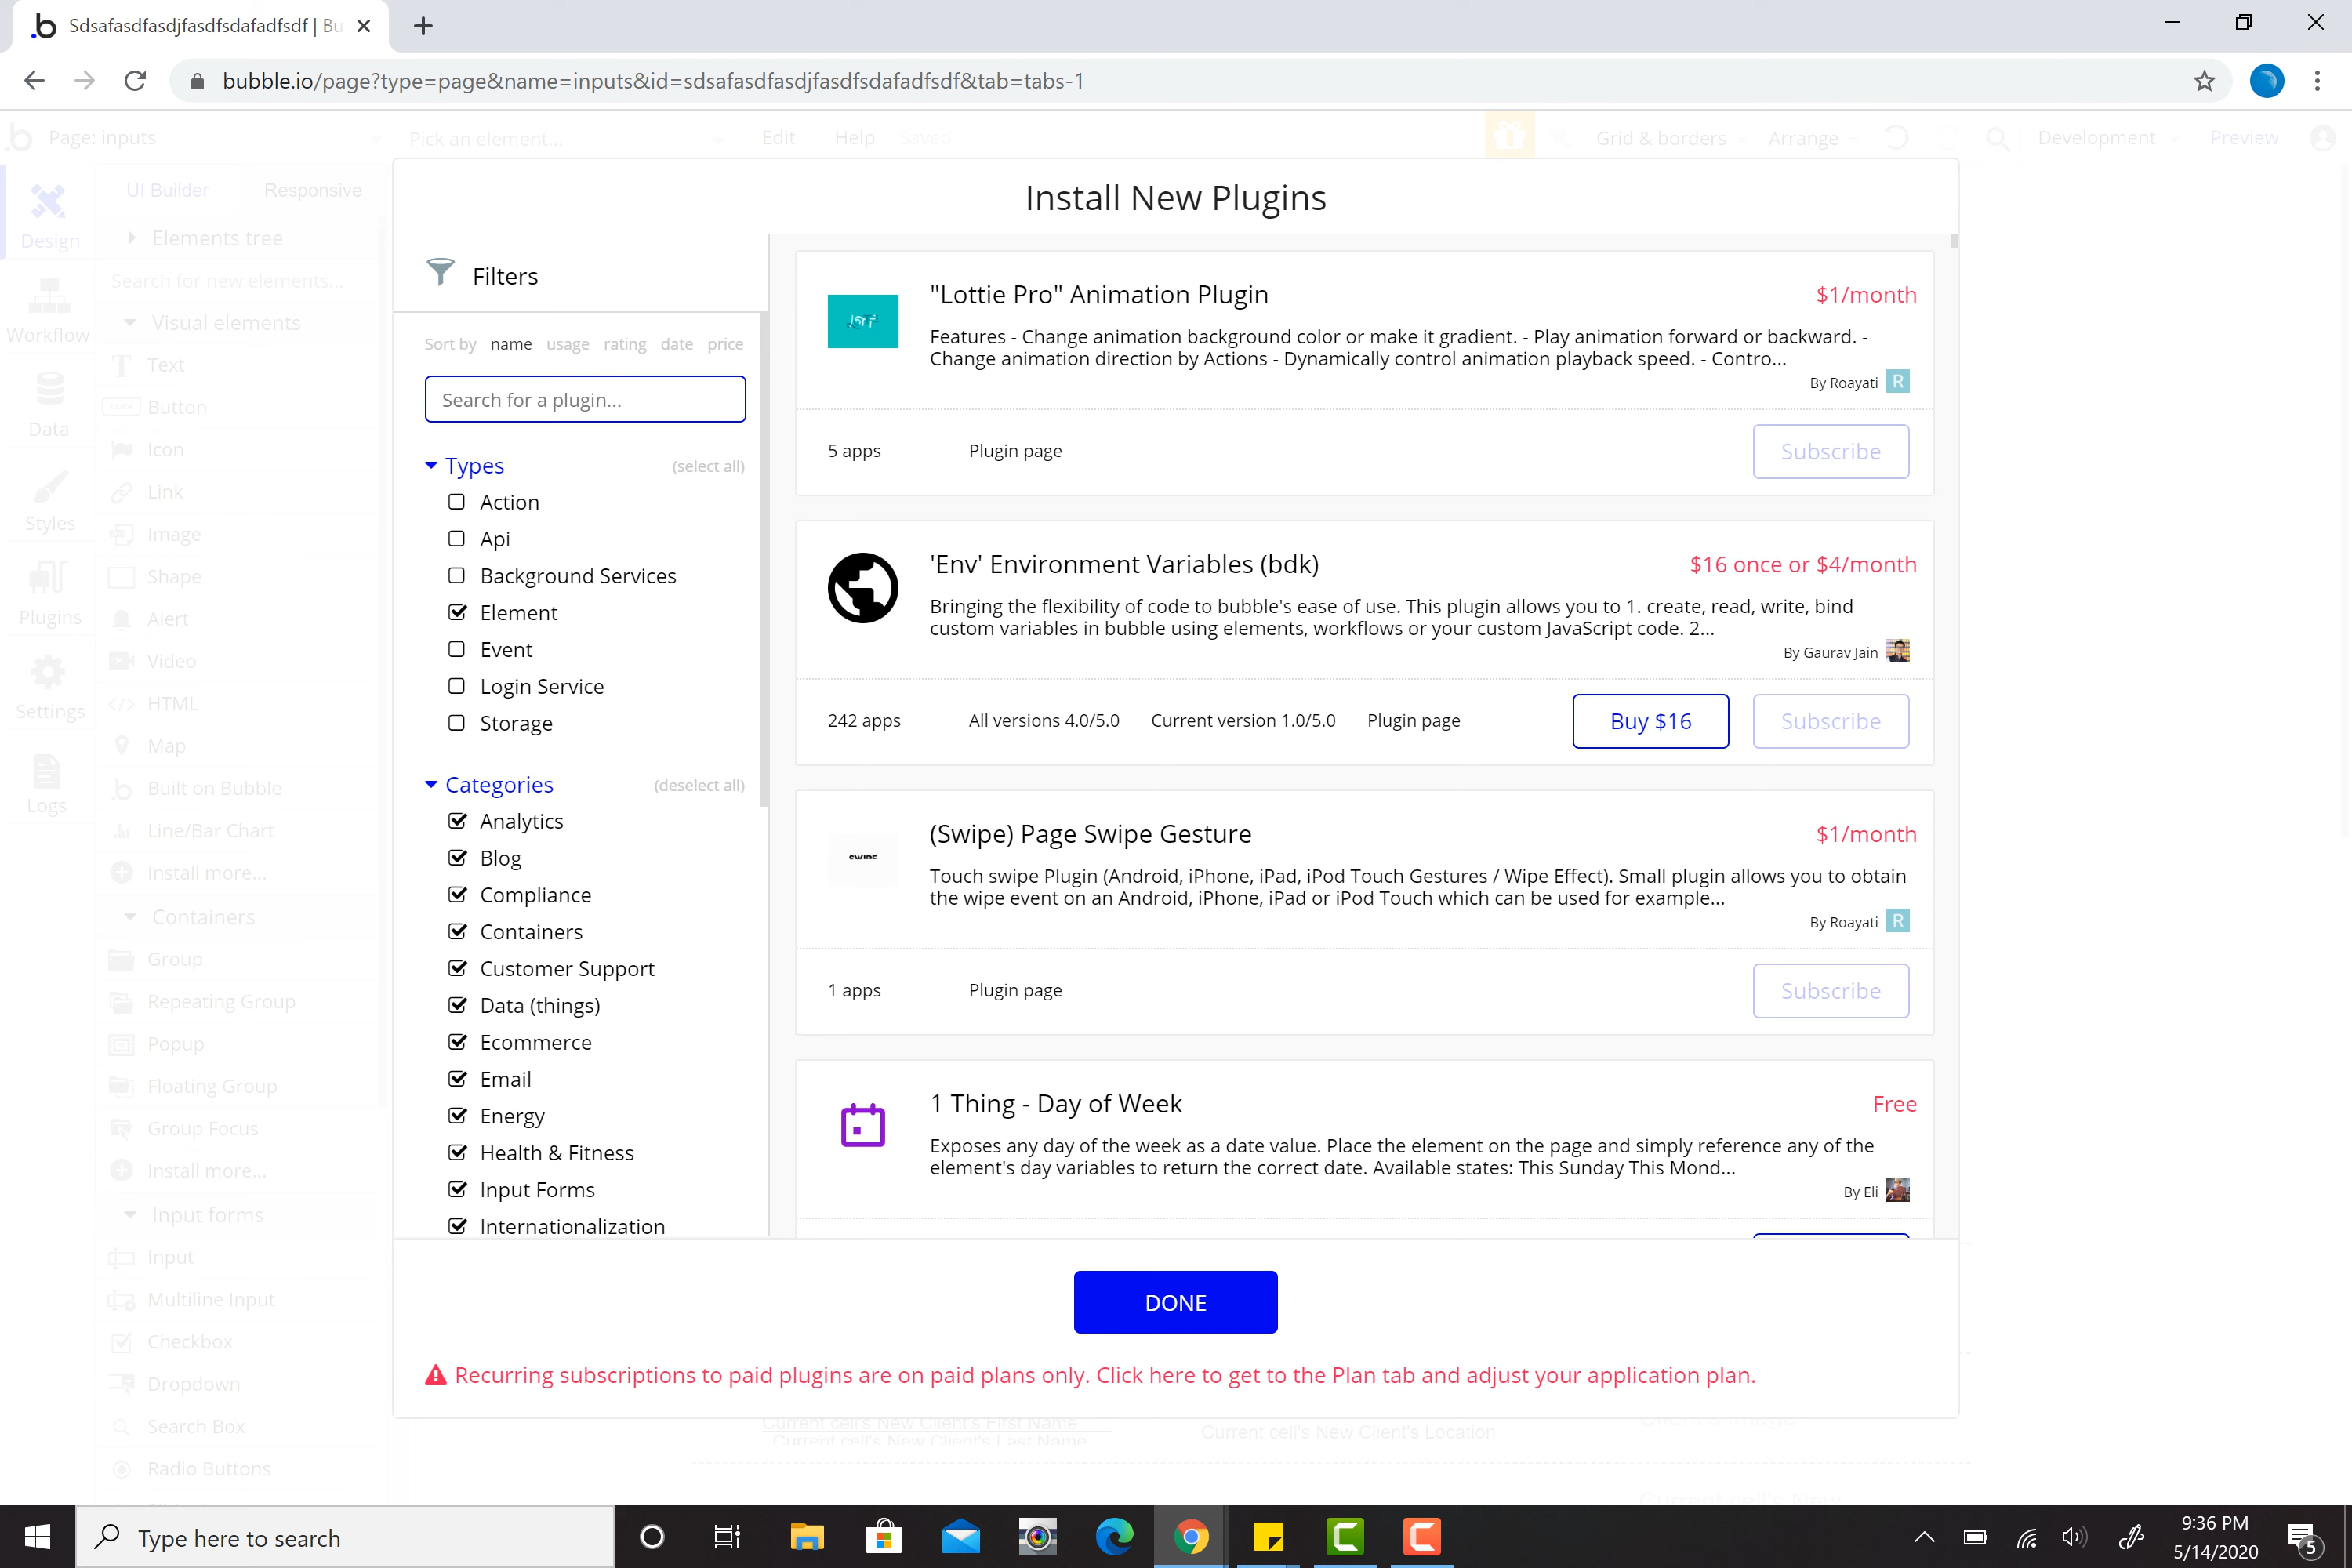 Sdsafasdfasdjfasdfsdafadfsdf | Bu
bubble.io/page?type=page&name=inputs&id=sdsafasdfasdjfasdfsdafadfsdf&tab=tabs-1
Page: inputs
Pick an element...
Edit
Help
Saved
Grid & borders
Arrange
Development
Preview
Design
Workflow
Data
Styles
Plugins
Settings
Logs
UI Builder
Responsive
Elements tree
Search for new elements...
Visual elements
Text
Button
Icon
Link
Image
Shape
Alert
Video
HTML
Map
Built on Bubble
Line/Bar Chart
Install more...
Containers
Group
Repeating Group
Popup
Floating Group
Group Focus
Install more...
Input forms
Input
Multiline Input
Checkbox
Dropdown
Search Box
Radio Buttons
Install New Plugins
Filters
Sort by name usage rating date price
Search for a plugin...
Types (select all)
Action
Api
Background Services
Element
Event
Login Service
Storage
Categories (deselect all)
Analytics
Blog
Compliance
Containers
Customer Support
Data (things)
Ecommerce
Email
Energy
Health & Fitness
Input Forms
Internationalization
"Lottie Pro" Animation Plugin
$1/month
Features - Change animation background color or make it gradient. - Play animation forward or backward. -
Change animation direction by Actions - Dynamically control animation playback speed. - Contro...
By Roayati R
5 apps Plugin page Subscribe
'Env' Environment Variables (bdk)
$16 once or $4/month
Bringing the flexibility of code to bubble's ease of use. This plugin allows you to 1. create, read, write, bind
custom variables in bubble using elements, workflows or your custom JavaScript code. 2...
By Gaurav Jain
242 apps All versions 4.0/5.0 Current version 1.0/5.0 Plugin page Buy $16 Subscribe
SWIPE
(Swipe) Page Swipe Gesture
$1/month
Touch swipe Plugin (Android, iPhone, iPad, iPod Touch Gestures / Wipe Effect). Small plugin allows you to obtain
the wipe event on an Android, iPhone, iPad or iPod Touch which can be used for example...
By Roayati R
1 apps Plugin page Subscribe
1 Thing - Day of Week
Free
Exposes any day of the week as a date value. Place the element on the page and simply reference any of the
element's day variables to return the correct date. Available states: This Sunday This Mond...
By Eli
DONE
Recurring subscriptions to paid plugins are on paid plans only. Click here to get to the Plan tab and adjust your application plan.
Current cell's New Client's First Name
Current cell's New Client's Last Name
Current cell's New Client's Location
Current cell's New
Type here to search
9:36 PM
5/14/2020
5